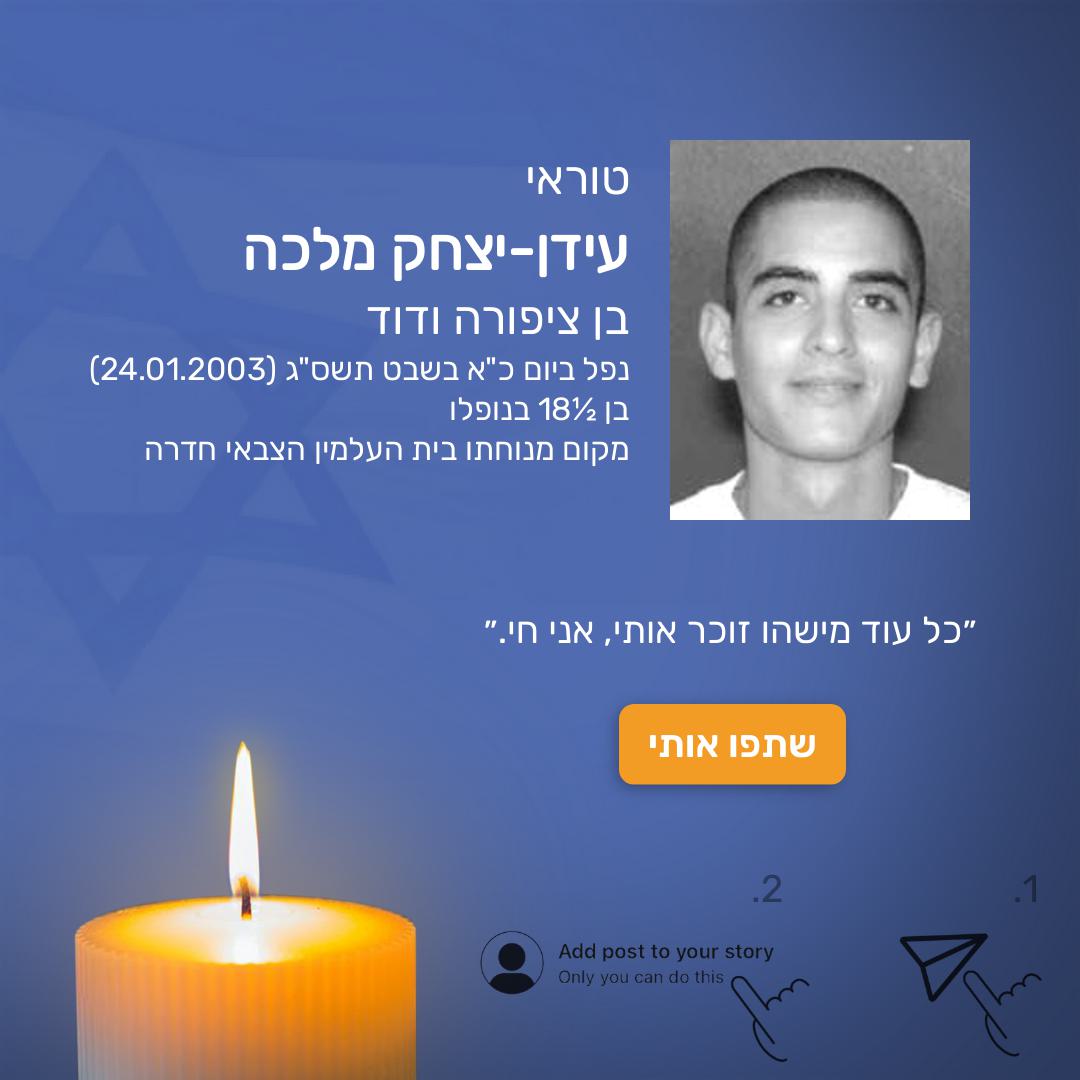 טוראי
עידן-יצחק מלכה
בן ציפורה ודוד
נפל ביום כ"א בשבט תשס"ג (24.01.2003)
בן 18½ בנופלו
מקום מנוחתו בית העלמין הצבאי חדרה
״כל עוד מישהו זוכר אותי, אני חי.״
שתפו אותי
1.
2.
Add post to your story
Only you can do this